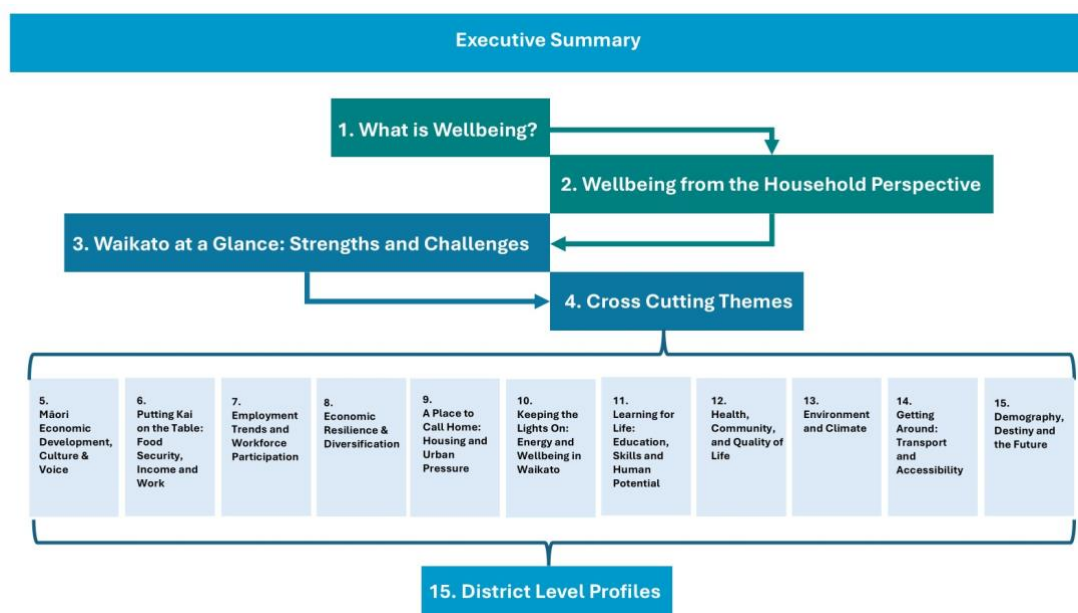 Executive Summary
1. What is Wellbeing?
2. Wellbeing from the Household Perspective
3. Waikato at a Glance: Strengths and Challenges
4. Cross Cutting Themes
5.
Māori
Economic
Development,
Culture &
Voice
6.
Putting Kai
on the Table:
Food
Security,
Income and
Work
7.
Employment
Trends and
Workforce
Participation
8.
Economic
Resilience &
Diversification
9.
A Place to
Call Home:
Housing and
Urban
Pressure
10.
Keeping the
Lights On:
Energy and
Wellbeing in
Waikato
11.
Learning for
Life:
Education,
Skills and
Human
Potential
12.
Health,
Community,
and Quality of
Life
13.
Environment
and Climate
14.
Getting
Around:
Transport
and
Accessibility
15.
Demography,
Destiny and
the Future
15. District Level Profiles